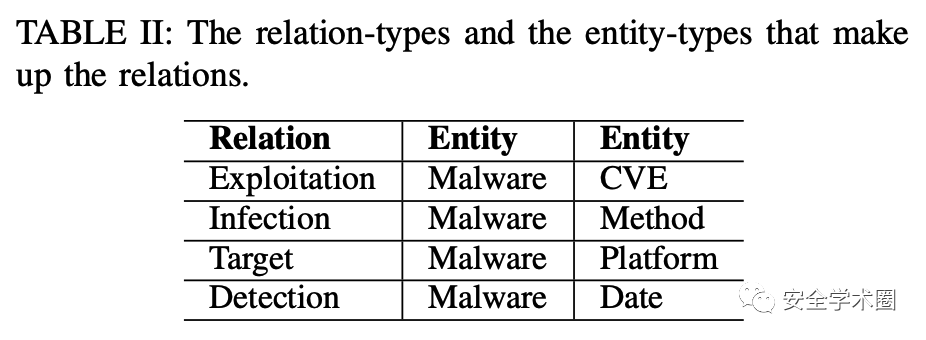 TABLE II: The relation-types and the entity-types that make
up the relations.
Relation Entity Entity
Exploitation Malware CVE
Infection Malware Method
Target Malware Platform
Detection Malware Date
安全学术圈